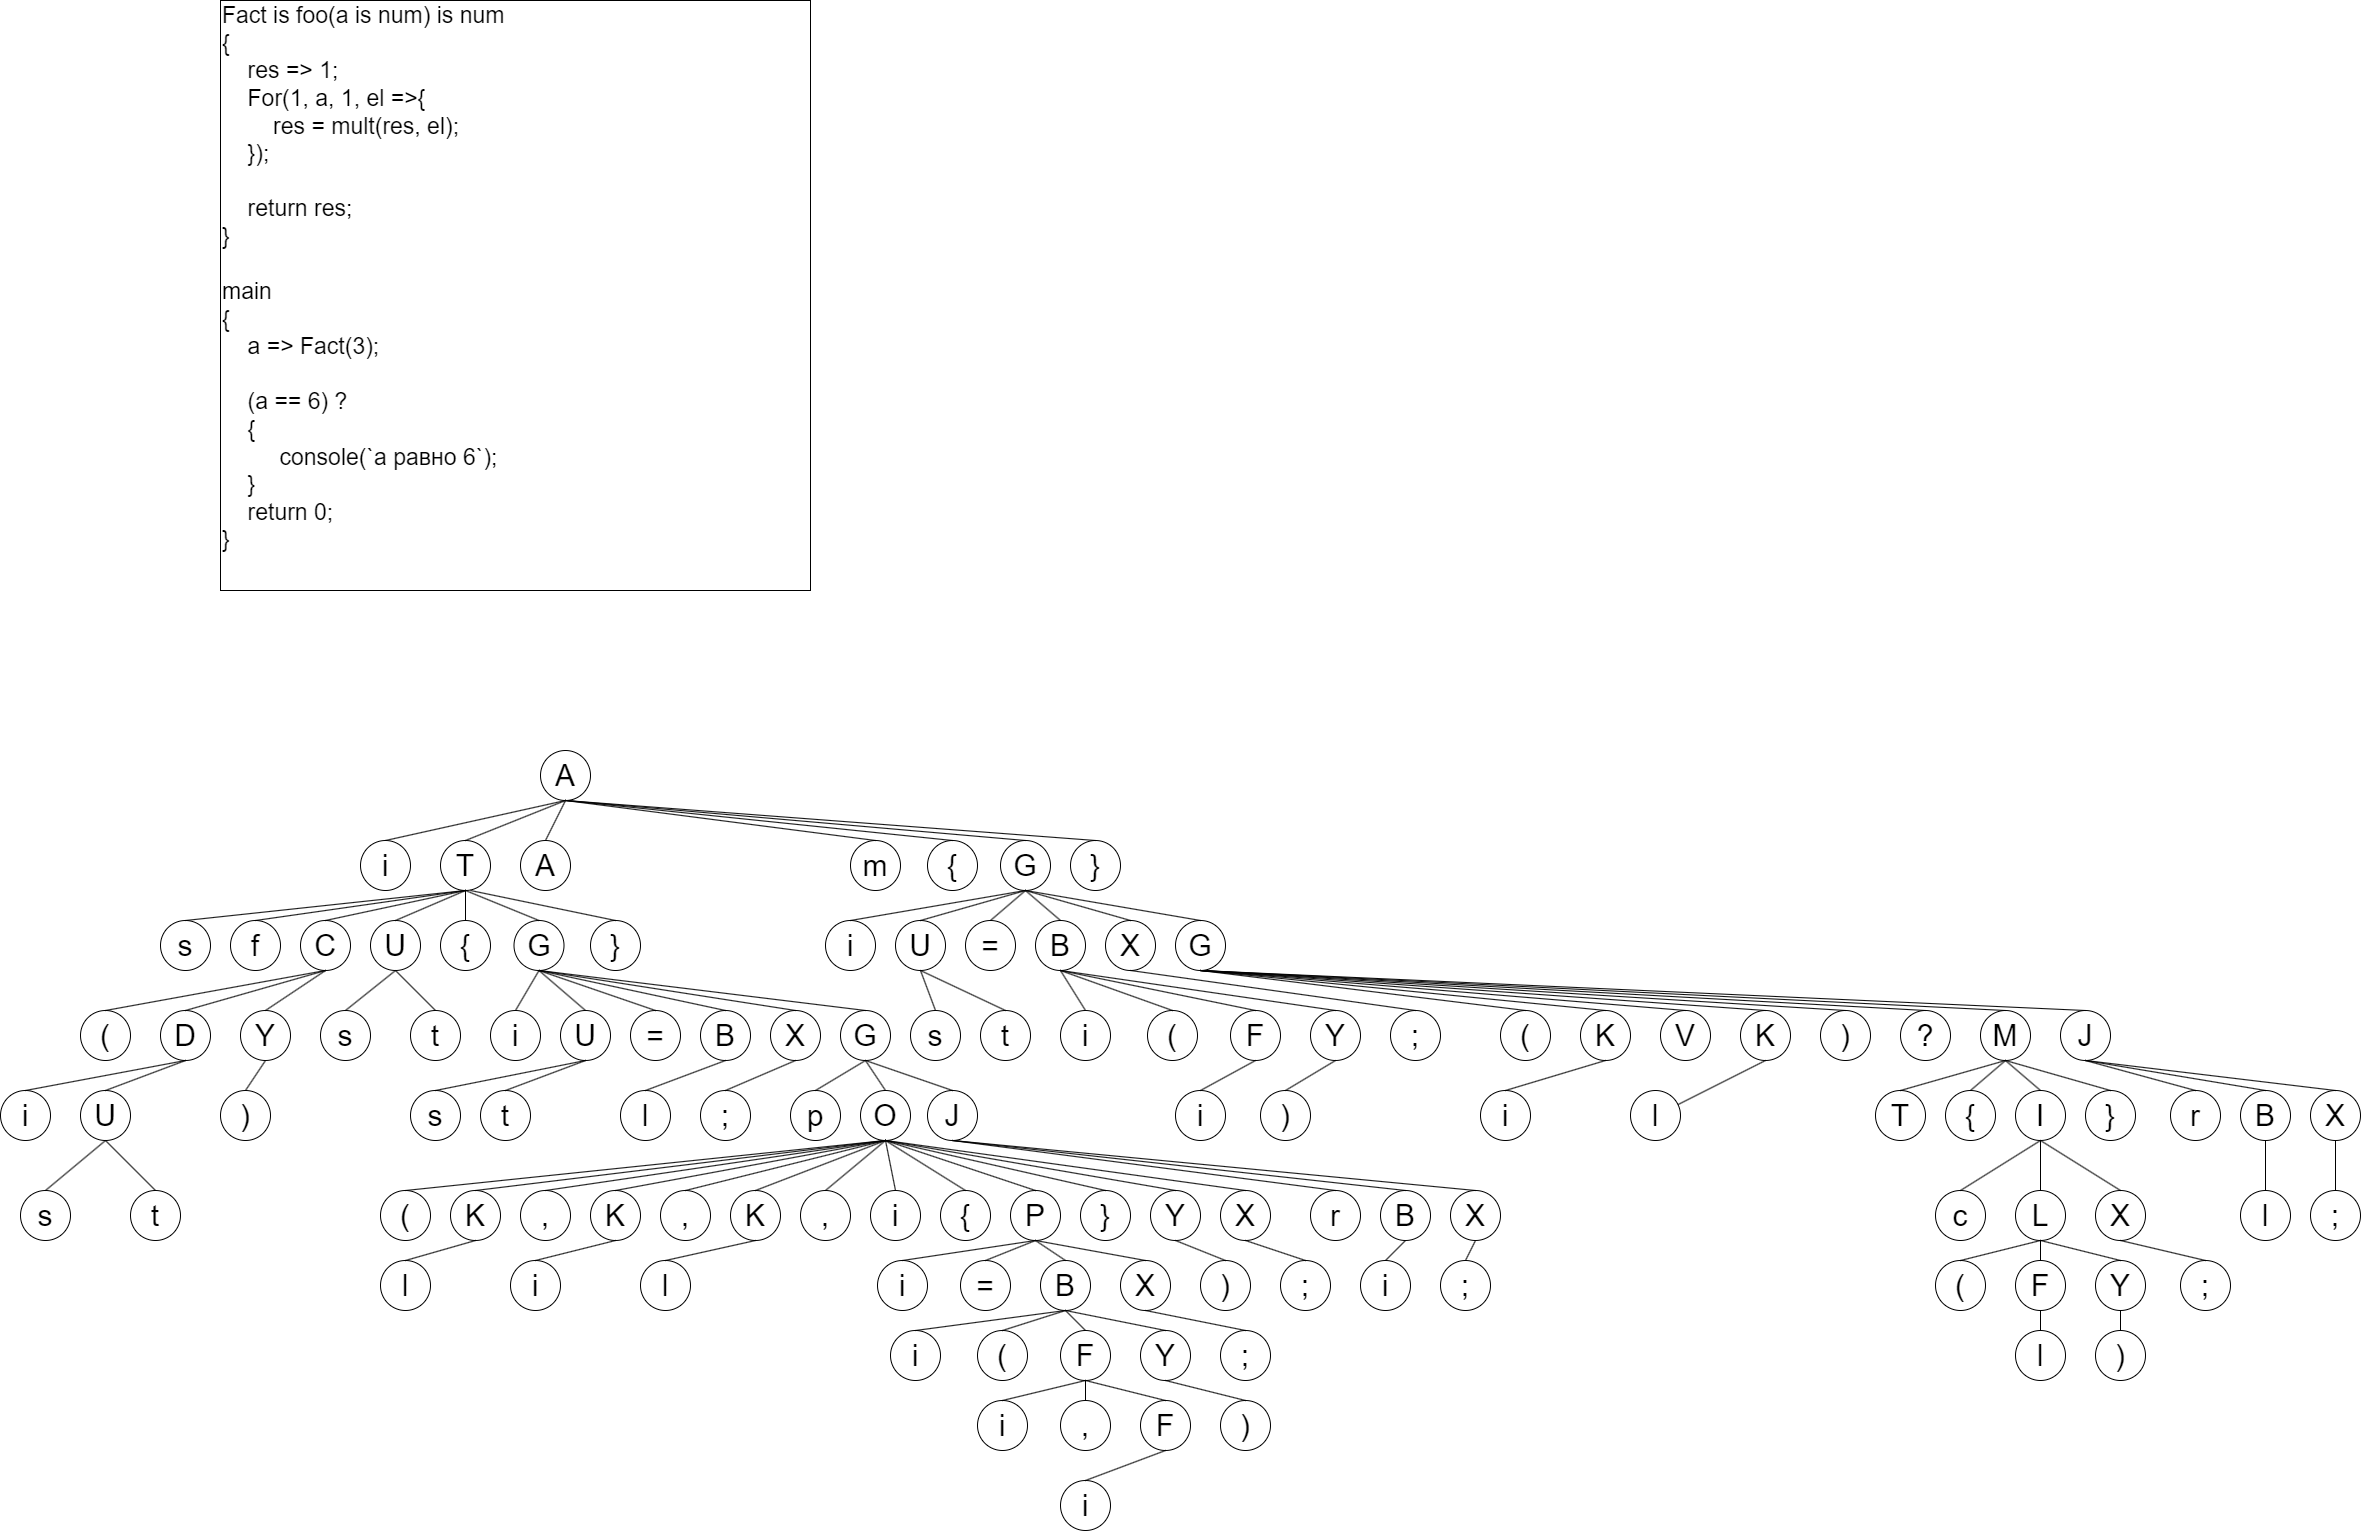 Fact is foo(a is num) is num
{
res => 1;
For(1, a, 1, el =>{
res = mult(res, el);
});
return res;
}
main
{
a => Fact(3);
(a == 6) ?
{
console(`a равно 6`);
}
return 0;
}
A
i T A m { G }
s f C U { G } i U = B X G
( D Y s t i U = B X G s t i ( F Y ; ( K V K ) ? M J
i U ) s t l ; p O J i ) i l T { I } r B X
s t ( K , K , K , i { P } Y X r B X c L X l ;
l i l i = B X ) ; i ; ( F Y ;
i ( F Y ; l )
i , F )
i